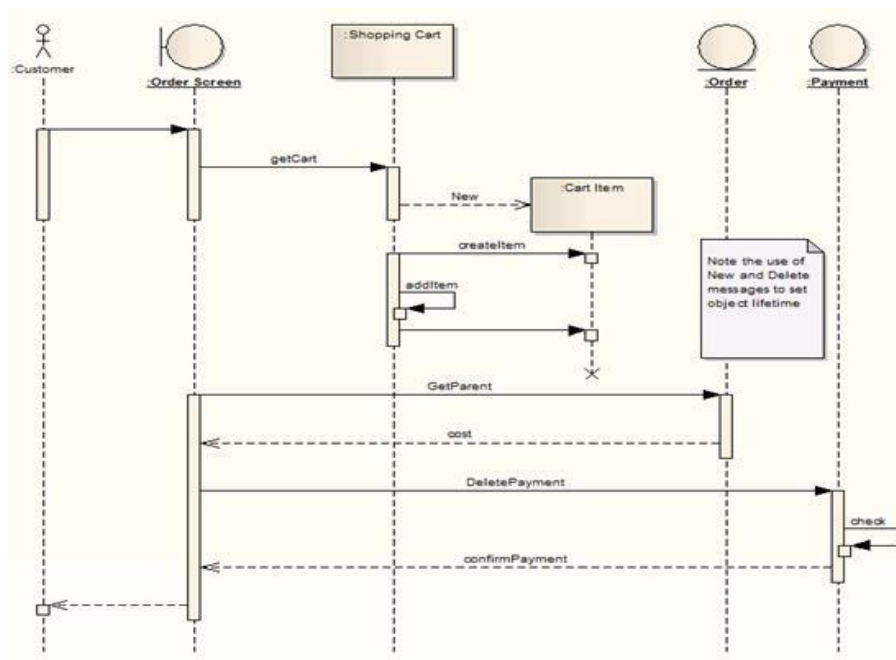 :Customer
:Order Screen
:Shopping Cart
:Order
:Payment
getCart
New
:Cart Item
createItem
addItem
Note the use of
New and Delete
messages to set
object lifetime
GetParent
cost
DeletePayment
check
confirmPayment